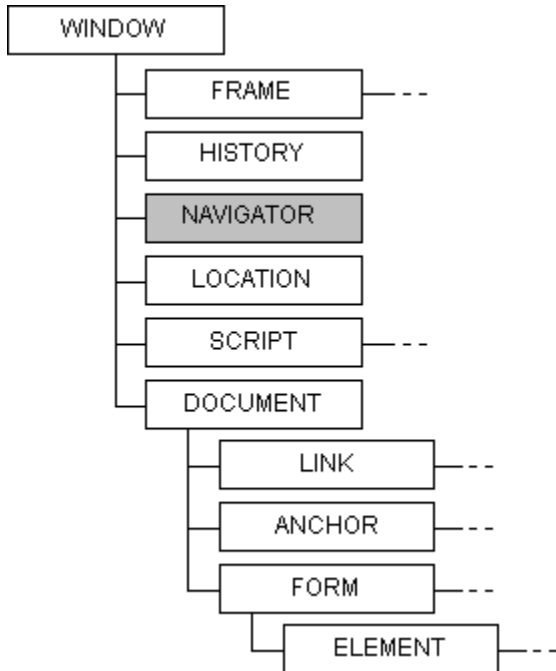 WINDOW
FRAME
HISTORY
NAVIGATOR
LOCATION
SCRIPT
DOCUMENT
LINK
ANCHOR
FORM
ELEMENT